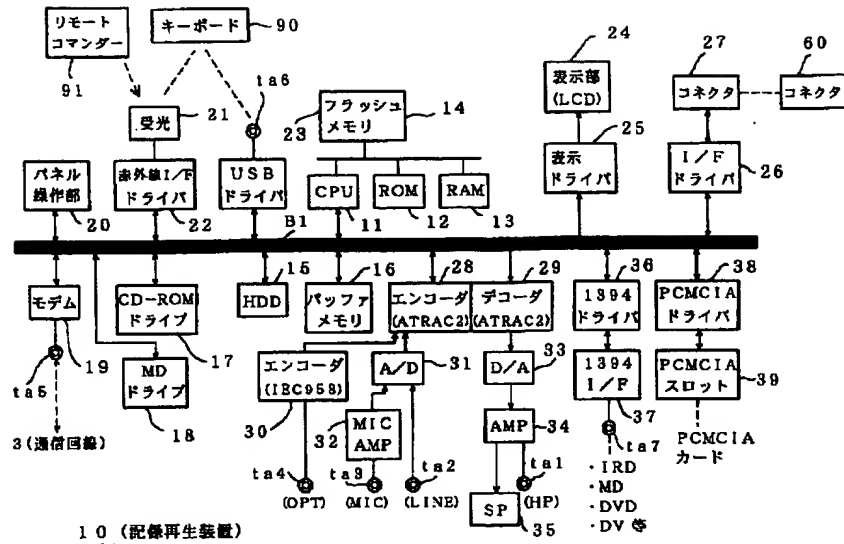 リモート
コマンダー
91
キーボード
90
受光
21
ta6
フラッシュ
メモリ
23
14
24
表示部
(LCD)
27
コネクタ
60
コネクタ
パネル
操作部
20
赤外線I/F
ドライバ
22
USB
ドライバ
CPU
11
ROM
12
RAM
13
25
表示
ドライバ
I/F
ドライバ
26
B1
モデム
19
CD-ROM
ドライブ
17
MD
ドライブ
18
HDD
15
バッファ
メモリ
16
エンコーダ
(ATRAC2)
28
デコーダ
(ATRAC2)
29
1394
ドライバ
36
PCMCIA
ドライバ
38
ta5
3(通信回線)
エンコーダ
(IEC958)
30
A/D
31
D/A
33
1394
I/F
37
PCMCIA
スロット
39
MIC
AMP
32
AMP
34
ta7
PCMCIA
カード
ta4
(OPT)
ta3
(MIC)
ta2
(LINE)
SP
35
ta1
(HP)
・IRD
・MD
・DVD
・DV 等
10 (記録再生装置)